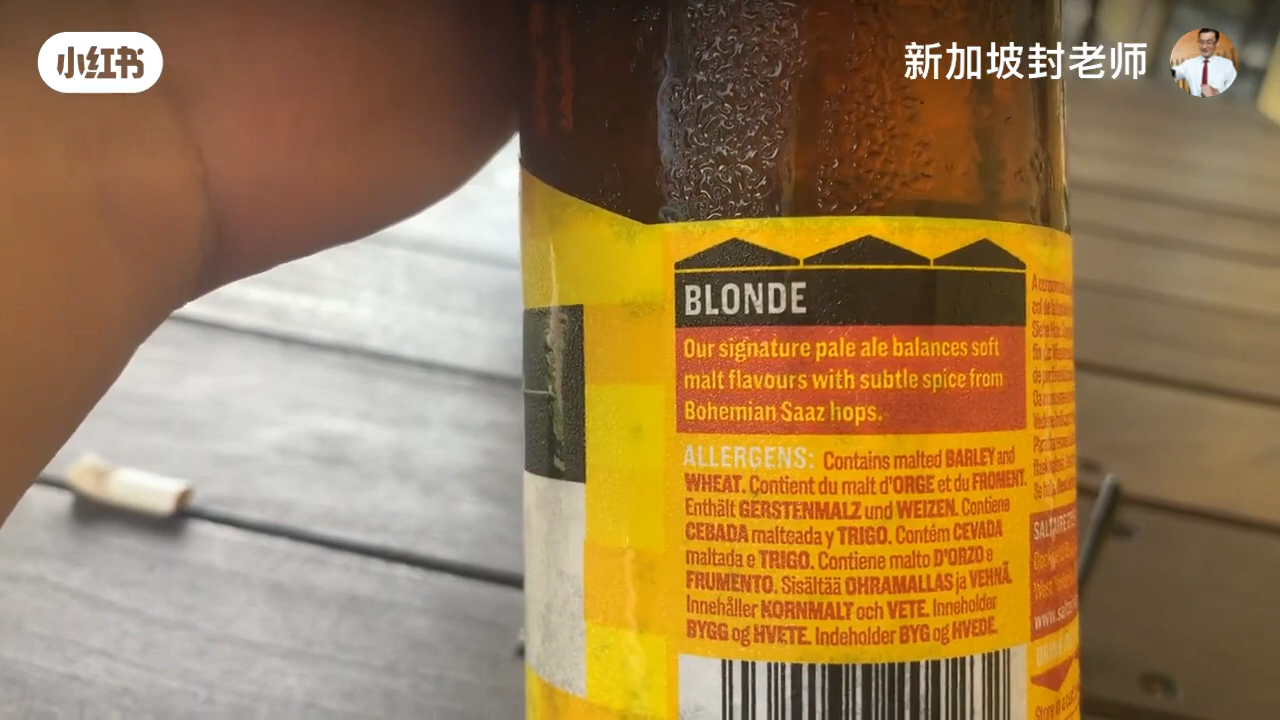 小红书
新加坡封老师
BLONDE
Our signature pale ale balances soft
malt flavours with subtle spice from
Bohemian Saaz hops.
ALLERGENS: Contains malted BARLEY and
WHEAT. Contient du malt d'ORGE et du FROMENT.
Enthält GERSTENMALZ und WEIZEN. Contiene
CEBADA malteada y TRIGO. Contém CEVADA
maltada e TRIGO. Contiene malto D'ORZO e
FRUMENTO. Sisältää OHRAMALLAS ja VEHNÄ.
Innehåller KORNMALT och VETE. Inneholder
BYGG og HVETE. Indeholder BYG og HVEDE.